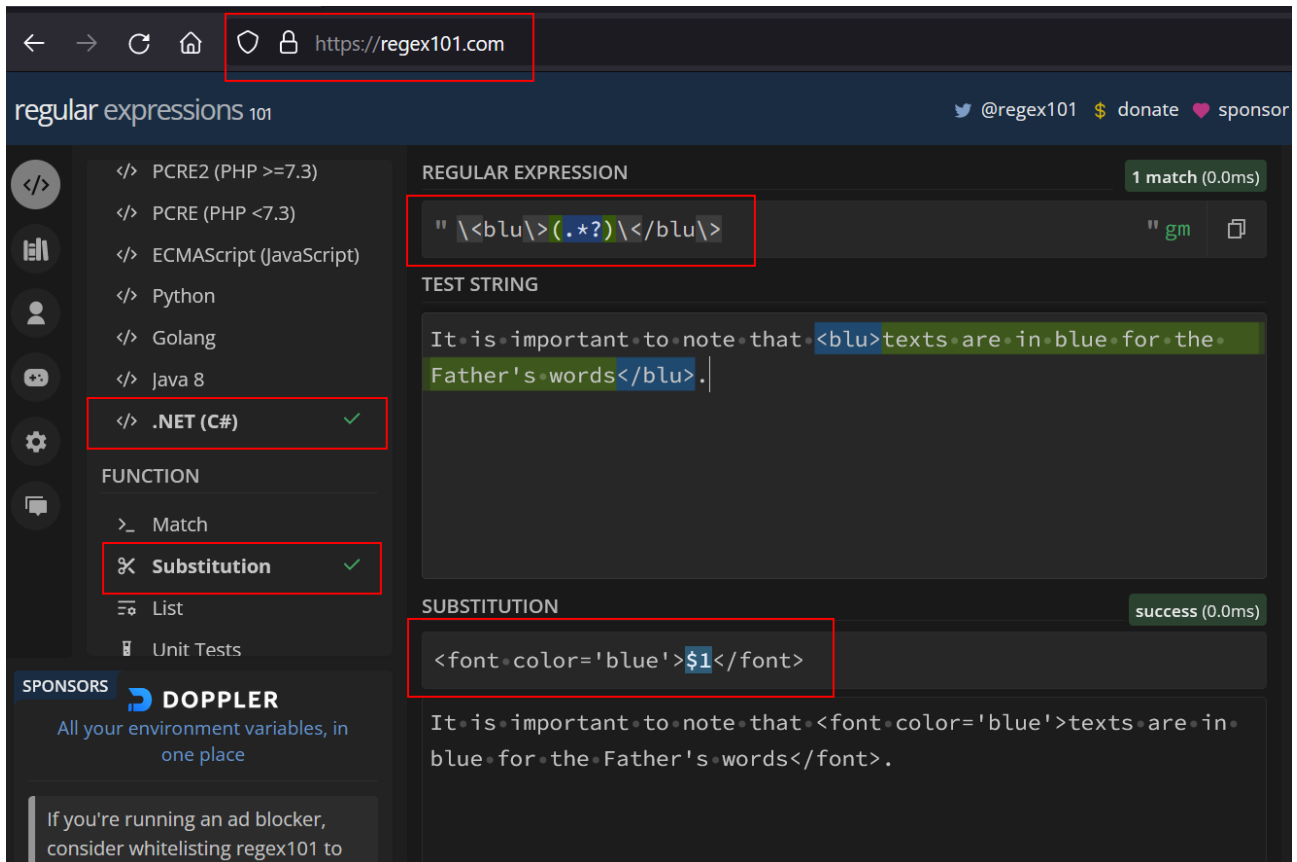 https://regex101.com
regular expressions 101
@regex101 $ donate sponsor
</> PCRE2 (PHP >=7.3)
</> PCRE (PHP <7.3)
</> ECMAScript (JavaScript)
</> Python
</> Golang
</> Java 8
</> .NET (C#)
FUNCTION
>_ Match
Substitution
List
Unit Tests
SPONSORS
DOPPLER
All your environment variables, in
one place
If you're running an ad blocker,
consider whitelisting regex101 to
REGULAR EXPRESSION
1 match (0.0ms)
" \<blu\>(.*?)\</blu\> " gm
TEST STRING
It·is·important·to·note·that·<blu>texts·are·in·blue·for·the·
Father's·words</blu>.
SUBSTITUTION
success (0.0ms)
<font·color='blue'>$1</font>
It·is·important·to·note·that·<font·color='blue'>texts·are·in·
blue·for·the·Father's·words</font>.